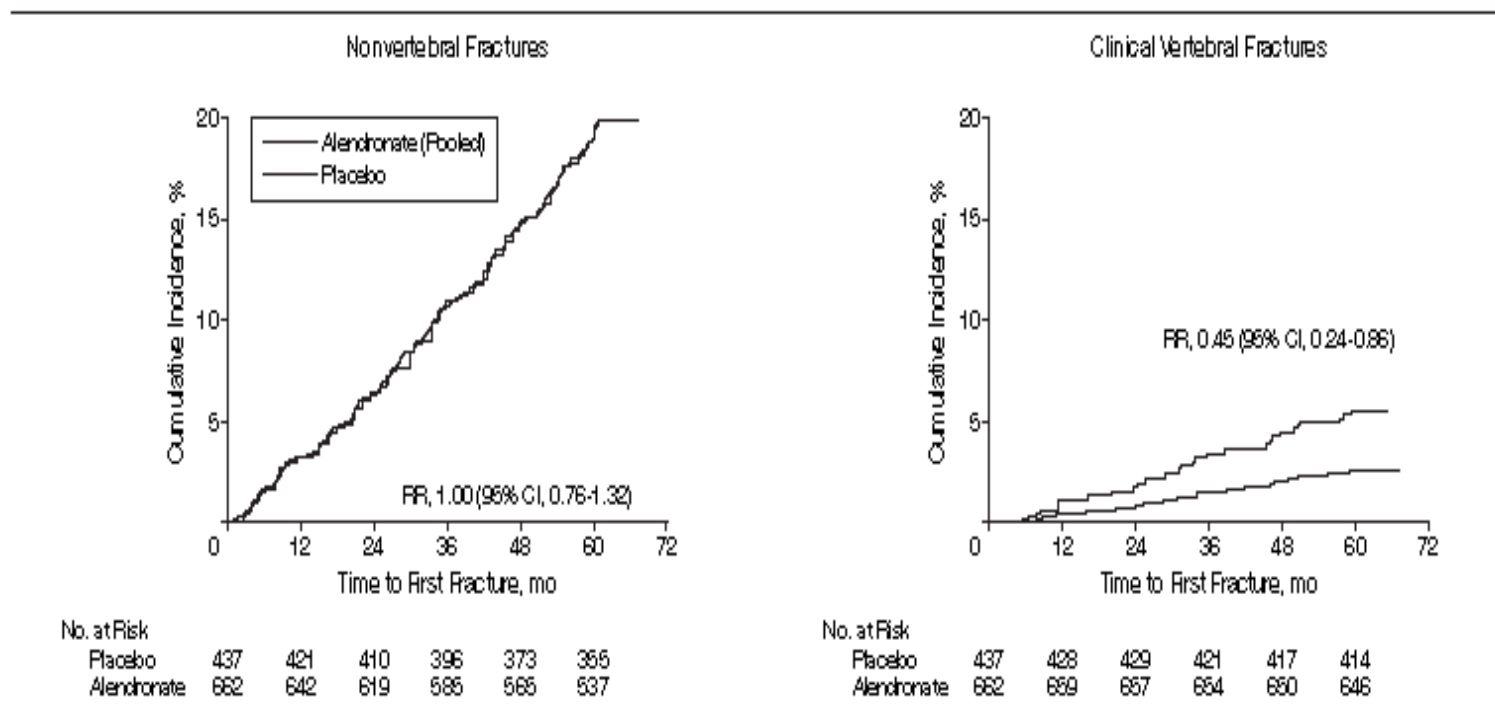 Nonvertebral Fractures
20
15
10
5
Cumulative Incidence, %
Alendronate (Pooled)
Placebo
RR, 1.00 (95% CI, 0.76-1.32)
0 12 24 36 48 60 72
Time to First Fracture, mo
No. at Risk
Placebo 437 421 410 396 373 355
Alendronate 662 642 619 585 565 537
Clinical Vertebral Fractures
20
15
10
5
Cumulative Incidence, %
RR, 0.45 (95% CI, 0.24-0.86)
0 12 24 36 48 60 72
Time to First Fracture, mo
No. at Risk
Placebo 437 428 429 421 417 414
Alendronate 662 659 657 654 650 646